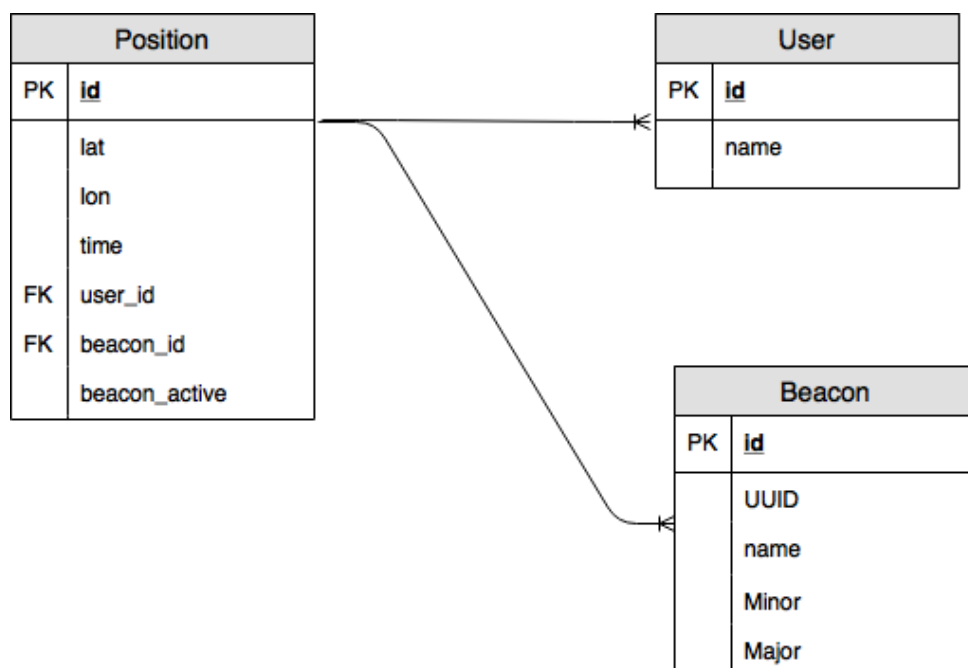 Position
PK id
lat
lon
time
FK user_id
FK beacon_id
beacon_active
User
PK id
name
Beacon
PK id
UUID
name
Minor
Major